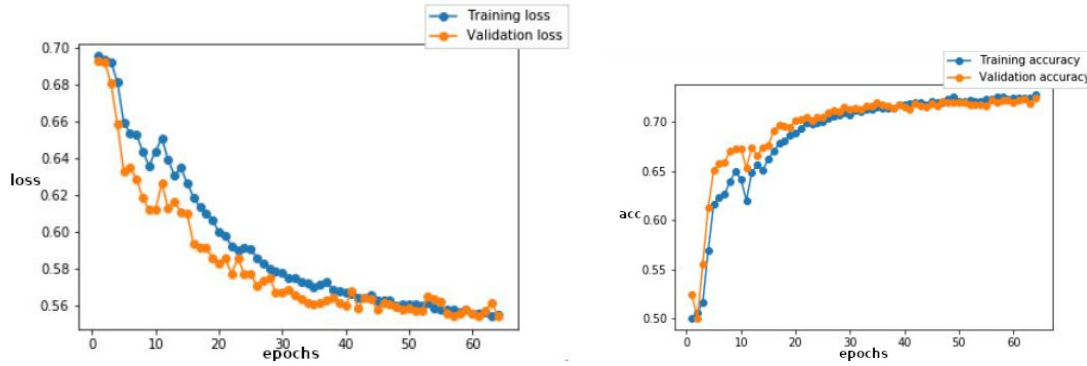 Training loss
Validation loss
0.70
0.68
0.66
0.64
0.62
0.60
0.58
0.56
loss
0 10 20 30 40 50 60
epochs
Training accuracy
Validation accuracy
0.70
0.65
0.60
0.55
0.50
acc
0 10 20 30 40 50 60
epochs